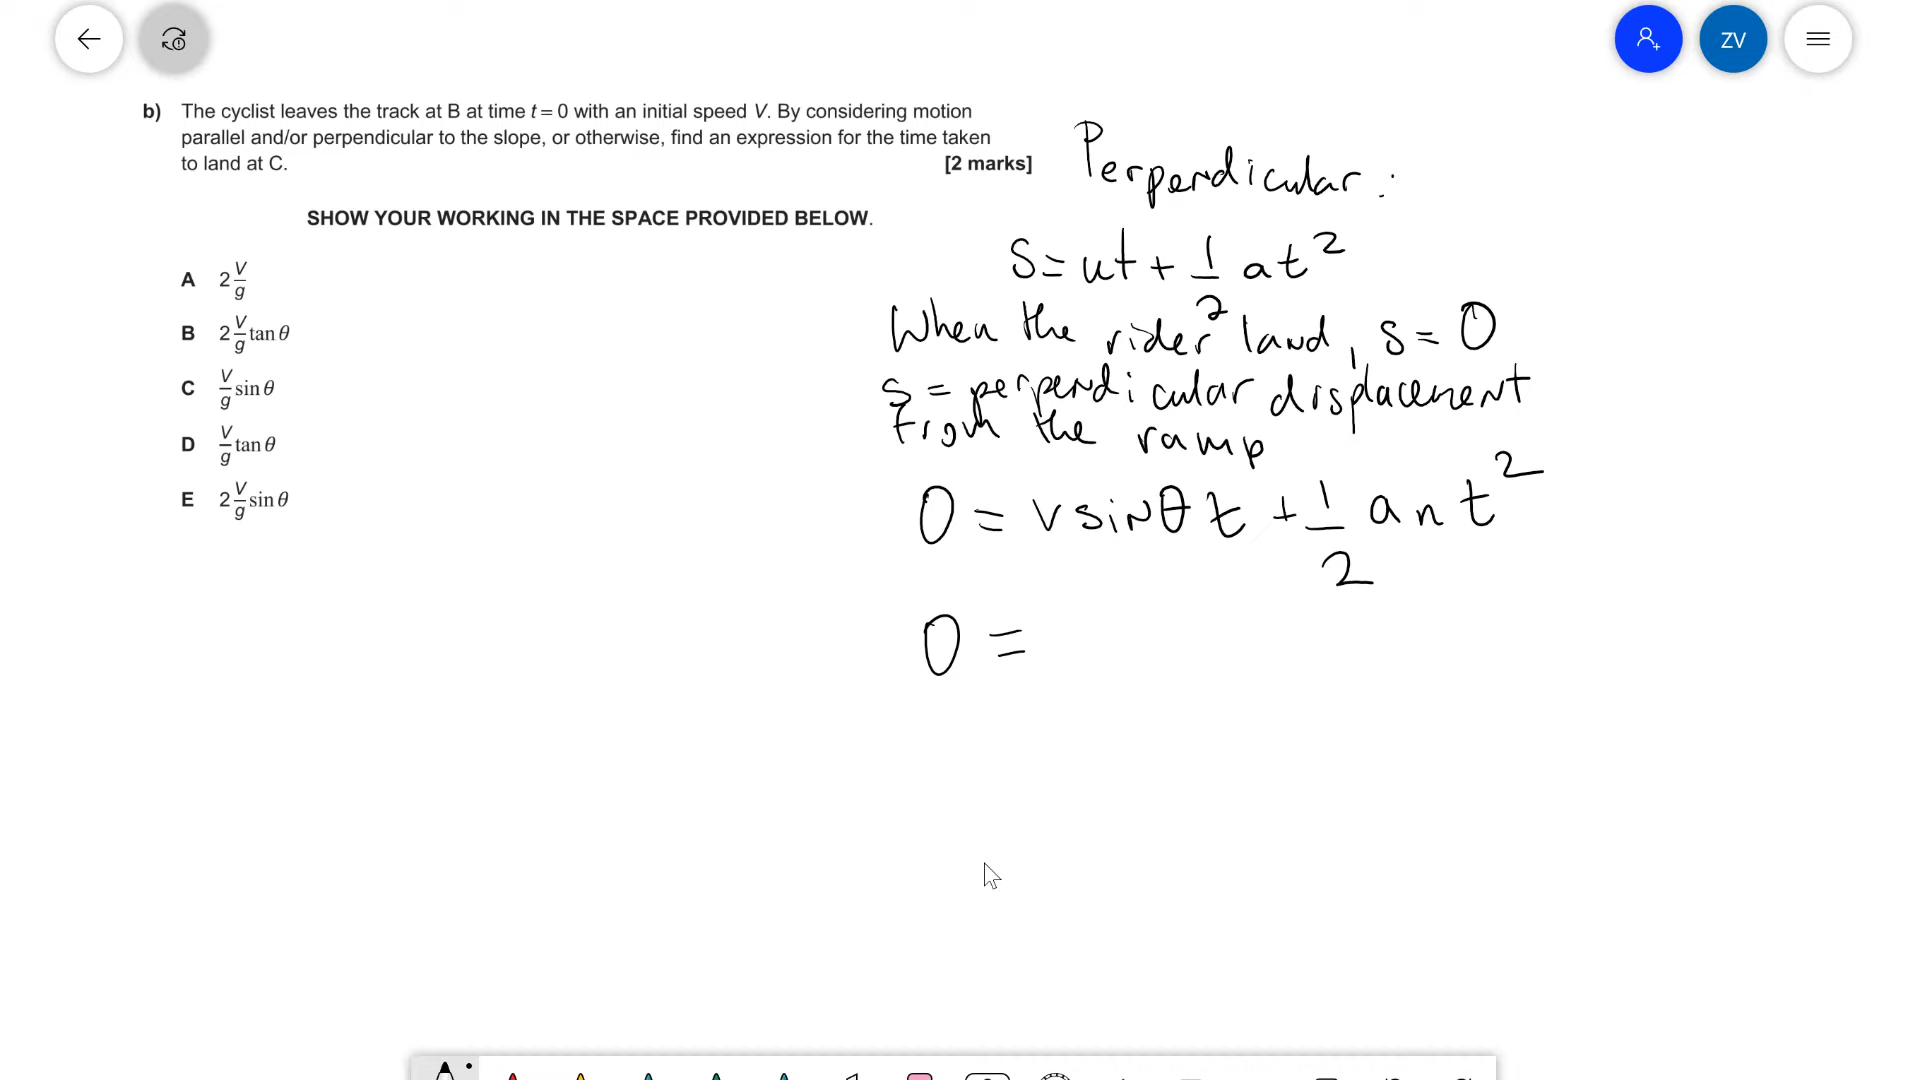 ZV
b) The cyclist leaves the track at B at time t = 0 with an initial speed V. By considering motion
parallel and/or perpendicular to the slope, or otherwise, find an expression for the time taken
to land at C. [2 marks]
SHOW YOUR WORKING IN THE SPACE PROVIDED BELOW.
A 2 V/g
B 2 V/g tan θ
C V/g sin θ
D V/g tan θ
E 2 V/g sin θ
Perpendicular :
S = ut + 1/2 at²
When the rider land, s = 0
s = perpendicular displacement
from the ramp
0 = v sinθ t + 1/2 an t²
0 =